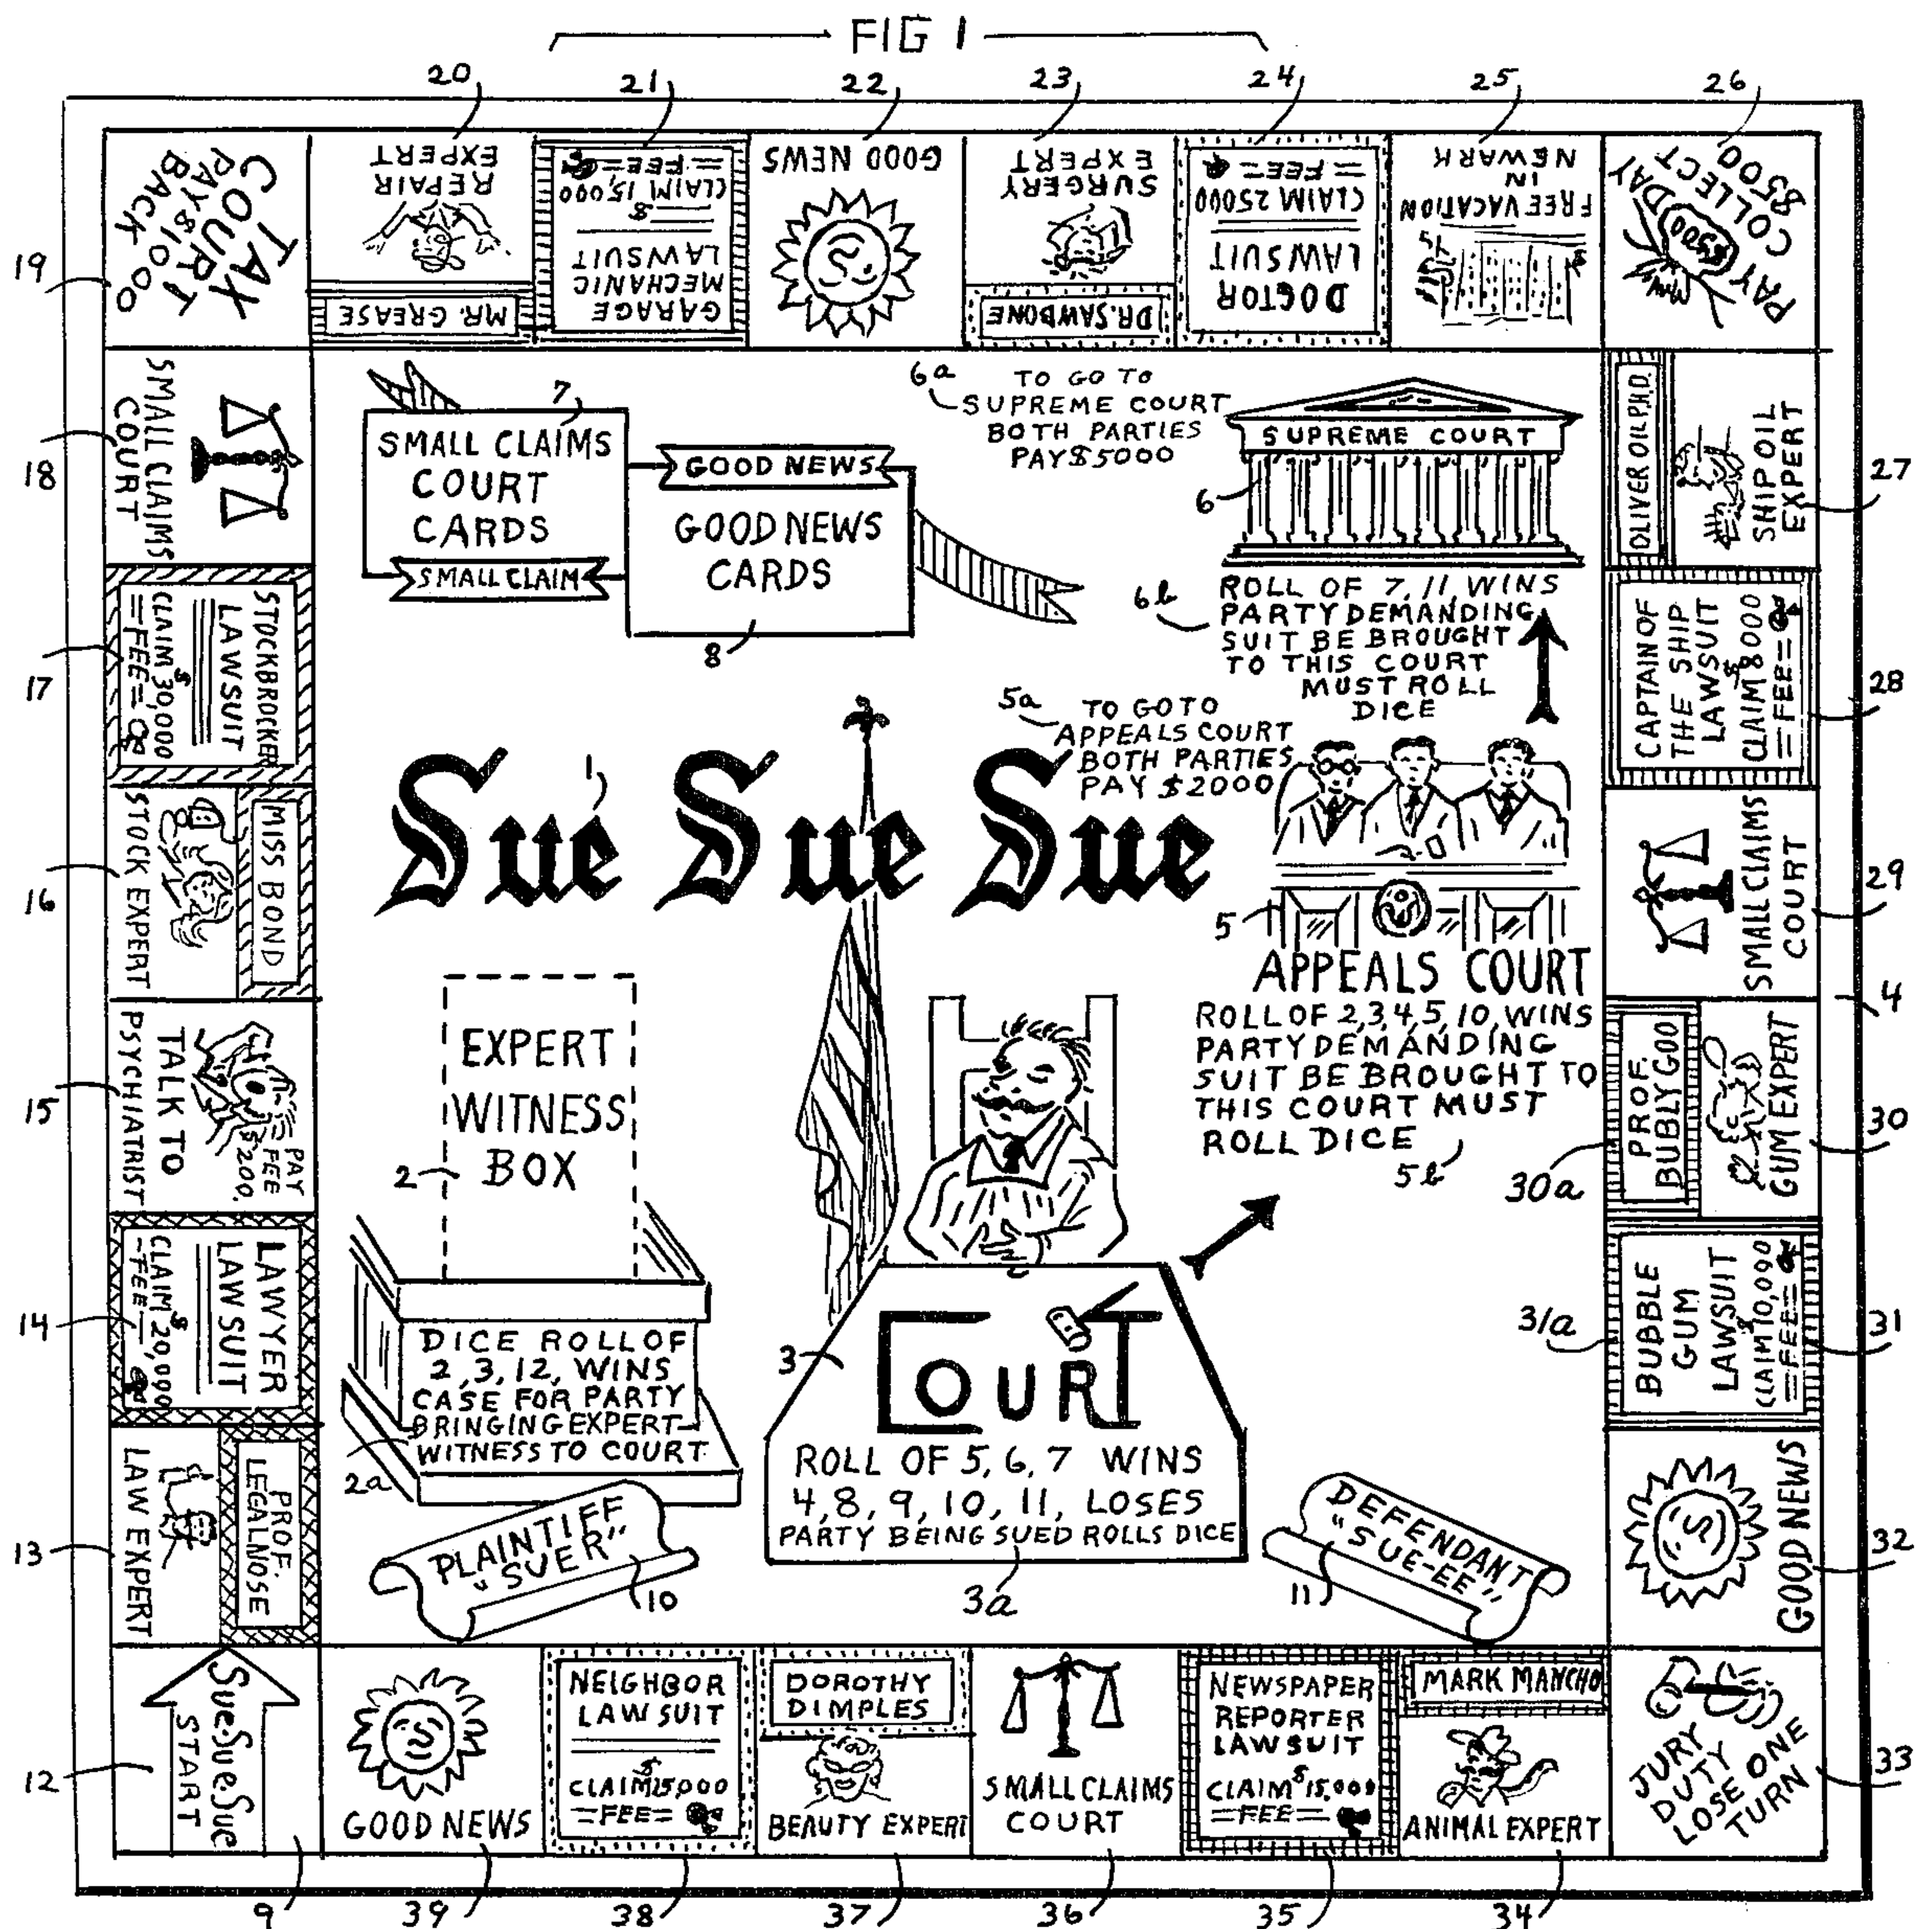 FIG 1
20
21
22
23
24
25
26
TAX
COURT
PAY $1000
BACK
REPAIR
EXPERT
MR. GREASE
GARAGE
MECHANIC
LAWSUIT
$
CLAIM 15,000
=FEE=
GOOD NEWS
SURGERY
EXPERT
DR. SAWBONE
DOCTOR
LAWSUIT
CLAIM 25000
=FEE=
FREE VACATION
IN
NEWARK
PAY DAY
$500
COLLECT
$500
19
SMALL CLAIMS
COURT
18
7
SMALL CLAIMS
COURT
CARDS
SMALL CLAIM
GOOD NEWS
GOOD NEWS
CARDS
8
6a
TO GO TO
SUPREME COURT
BOTH PARTIES
PAY $5000
SUPREME COURT
6
6b
ROLL OF 7, 11, WINS
PARTY DEMANDING
SUIT BE BROUGHT
TO THIS COURT
MUST ROLL
DICE
OLIVER OIL P.H.D.
SHIP OIL
EXPERT
27
STOCKBROCKER
LAWSUIT
$
CLAIM 30,000
=FEE=
17
CAPTAIN OF
THE SHIP
LAWSUIT
$
CLAIM 8000
=FEE=
28
5a
TO GO TO
APPEALS COURT
BOTH PARTIES
PAY $2000
1
Sue Sue Sue
MISS BOND
STOCK EXPERT
16
SMALL CLAIMS
COURT
29
5
APPEALS COURT
ROLL OF 2,3,4,5,10, WINS
PARTY DEMANDING
SUIT BE BROUGHT TO
THIS COURT MUST
ROLL DICE
5b
4
EXPERT
WITNESS
BOX
2
PAY
FEE
$200.
TALK TO
PSYCHIATRIST
15
PROF.
BUBLY GOO
GUM EXPERT
30
30a
LAWYER
LAWSUIT
$
CLAIM 20,000
-FEE-
14
DICE ROLL OF
2,3,12, WINS
CASE FOR PARTY
BRINGING EXPERT
WITNESS TO COURT
2a
3
COURT
ROLL OF 5, 6, 7 WINS
4, 8, 9, 10, 11, LOSES
PARTY BEING SUED ROLLS DICE
3a
BUBBLE
GUM
LAWSUIT
$
CLAIM 10,000
=FEE=
31
31a
PROF.
LEGALNOSE
LAW EXPERT
13
PLAINTIFF
"SUER"
10
DEFENDANT
"SUE-EE"
11
GOOD NEWS
32
Sue Sue Sue
START
12
GOOD NEWS
NEIGHBOR
LAWSUIT
$
CLAIM 15,000
=FEE=
DOROTHY
DIMPLES
BEAUTY EXPERT
SMALL CLAIMS
COURT
NEWSPAPER
REPORTER
LAWSUIT
CLAIM $15,000
=FEE=
MARK MANCHO
ANIMAL EXPERT
JURY
DUTY
LOSE ONE
TURN
33
9
39
38
37
36
35
34